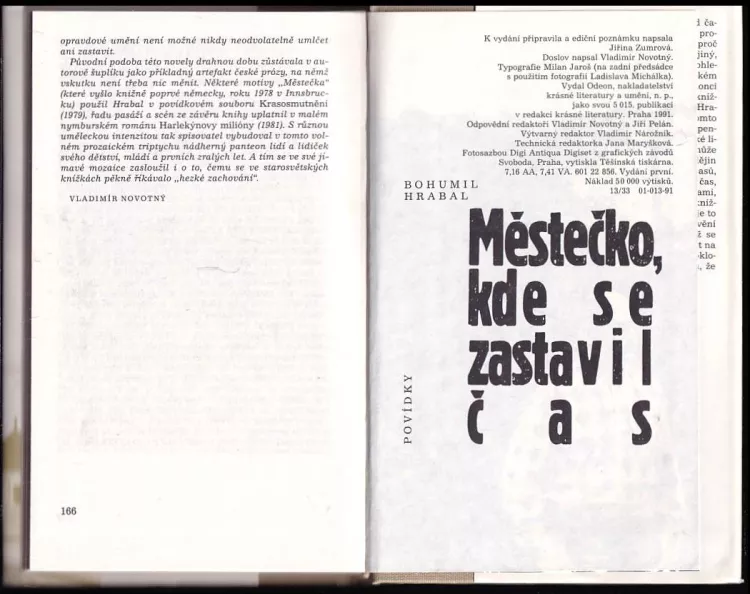 opravdové umění není možné nikdy neodvolatelně umlčet
ani zastavit.
Původní podoba této novely drahnou dobu zůstávala v au-
torově šuplíku jako příkladný artefakt české prózy, na němž
vskutku není třeba nic měnit. Některé motivy „Městečka“
(které vyšlo knižně poprvé německy, roku 1978 v Innsbruc-
ku) použil Hrabal v povídkovém souboru Krasosmutnění
(1979), řadu pasáží a scén ze závěru knihy uplatnil v malém
nymburském románu Harlekýnovy milióny (1981). S různou
uměleckou intenzitou tak spisovatel vybudoval v tomto vol-
ném prozaickém triptychu nádherný panteon lidí a lidiček
svého dětství, mládí a prvních zralých let. A tím se ve své ji-
mavé mozaice zasloužil i o to, čemu se ve starosvětských
knížkách pěkně říkávalo „hezké zachování“.
VLADIMÍR NOVOTNÝ
166
K vydání připravila a ediční poznámku napsala
Jiřina Zumrová.
Doslov napsal Vladimír Novotný.
Typografie Milan Jaroš (na zadní předsádce
s použitím fotografií Ladislava Michálka).
Vydal Odeon, nakladatelství
krásné literatury a umění, n. p.,
jako svou 5 015. publikaci
v redakci krásné literatury. Praha 1991.
Odpovědní redaktoři Vladimír Novotný a Jiří Pelán.
Výtvarný redaktor Vladimír Nárožník.
Technická redaktorka Jana Maryšková.
Fotosazbou Digi Antiqua Digiset z grafických závodů
Svoboda, Praha, vytiskla Těšínská tiskárna.
7,16 AA, 7,41 VA. 601 22 856. Vydání první.
Náklad 50 000 výtisků.
13/33 01-013-91
BOHUMIL
HRABAL
Městečko,
kde se
zastavil
čas
POVÍDKY